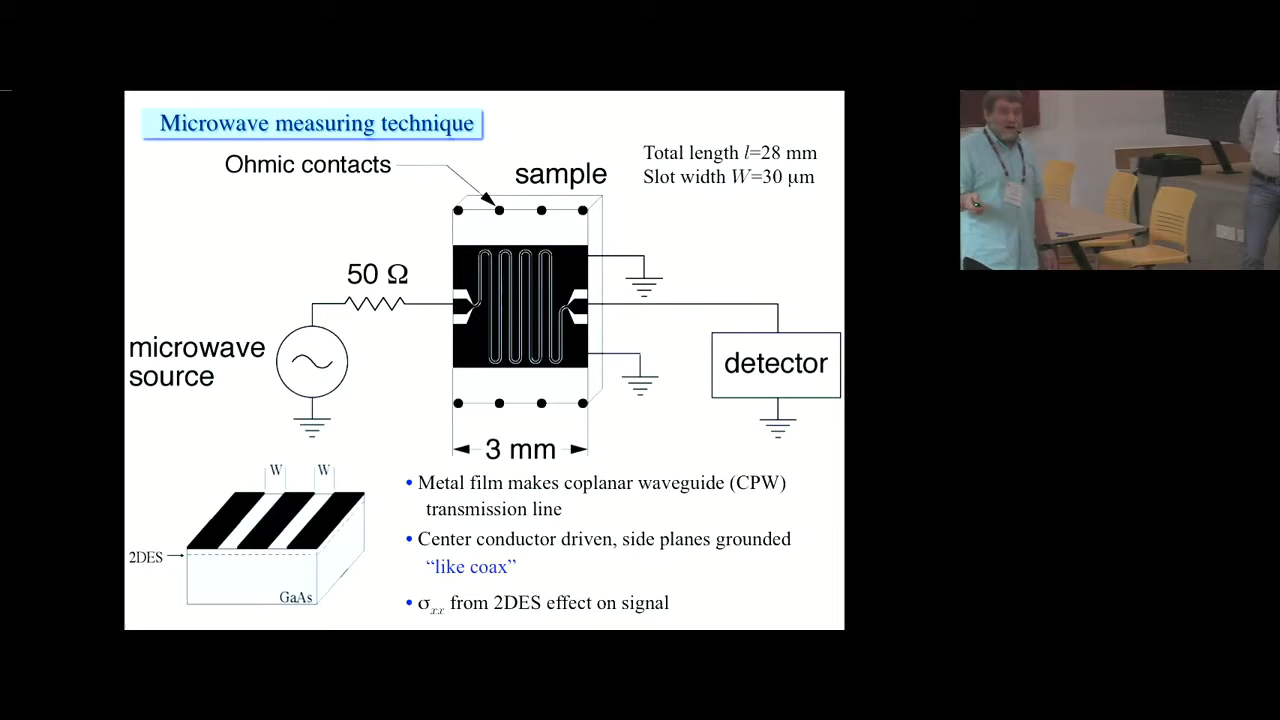 Microwave measuring technique
Total length l=28 mm
Slot width W=30 μm
Ohmic contacts
sample
50 Ω
microwave
source
detector
3 mm
W W
2DES
GaAs
• Metal film makes coplanar waveguide (CPW)
transmission line
• Center conductor driven, side planes grounded
“like coax”
• σxx from 2DES effect on signal